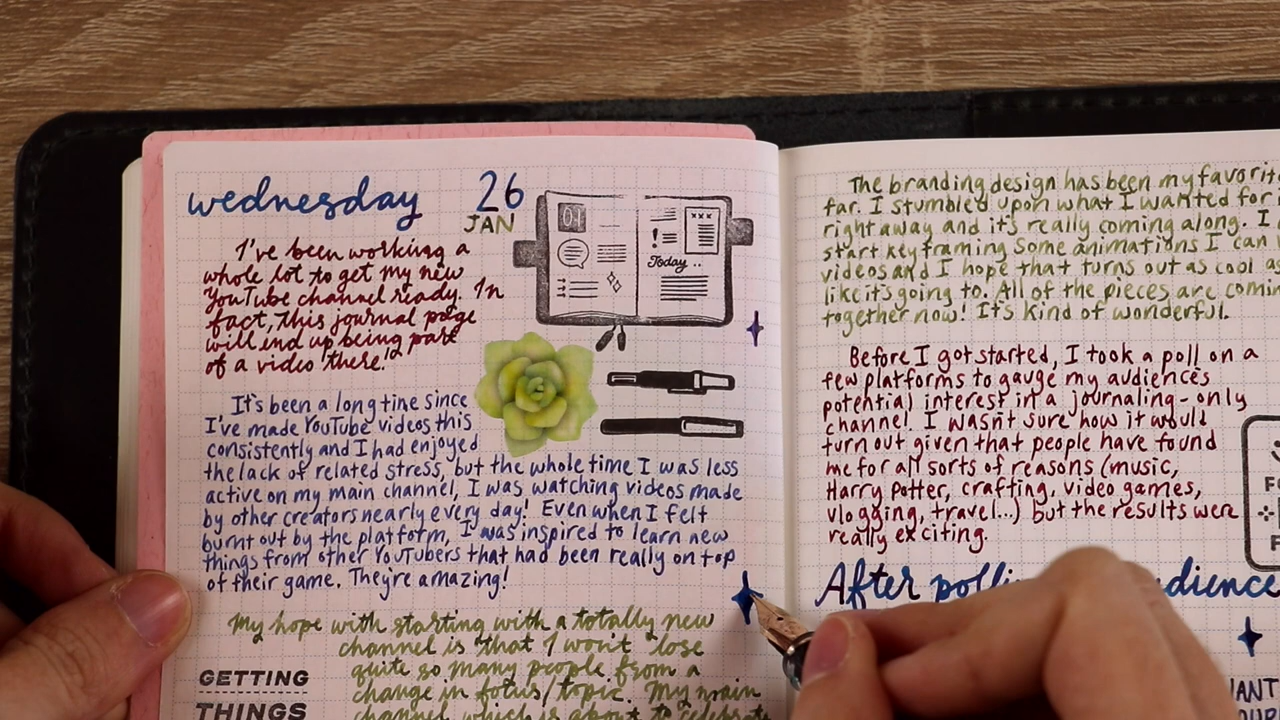 wednesday
26
JAN
01
Today..
I've been working a
whole lot to get my new
YouTube channel ready. In
fact, this journal page
will end up being part
of a video there!
It's been a long time since
I've made YouTube videos this
consistently and I had enjoyed
the lack of related stress, but the whole time I was less
active on my main channel, I was watching videos made
by other creators nearly every day! Even when I felt
burnt out by the platform, I was inspired to learn new
things from other YouTubers that had been really on top
of their game. They're amazing!
My hope with starting with a totally new
channel is that I won't lose
quite so many people from a
change in focus/topic. My main
channel which is about to celebrate
GETTING
THINGS
The branding design has been my favorite
far. I stumbled upon what I wanted for
right away and it's really coming along. I
start keyframing some animations I can
videos and I hope that turns out as cool as
like it's going to! All of the pieces are comin
together now! It's kind of wonderful.
Before I got started, I took a poll on a
few platforms to gauge my audiences
potential interest in a journaling-only
channel. I wasn't sure how it would
turn out given that people have found
me for all sorts of reasons (music,
Harry Potter, crafting, video games,
vlogging, travel...) but the results were
really exciting.
After polli udience